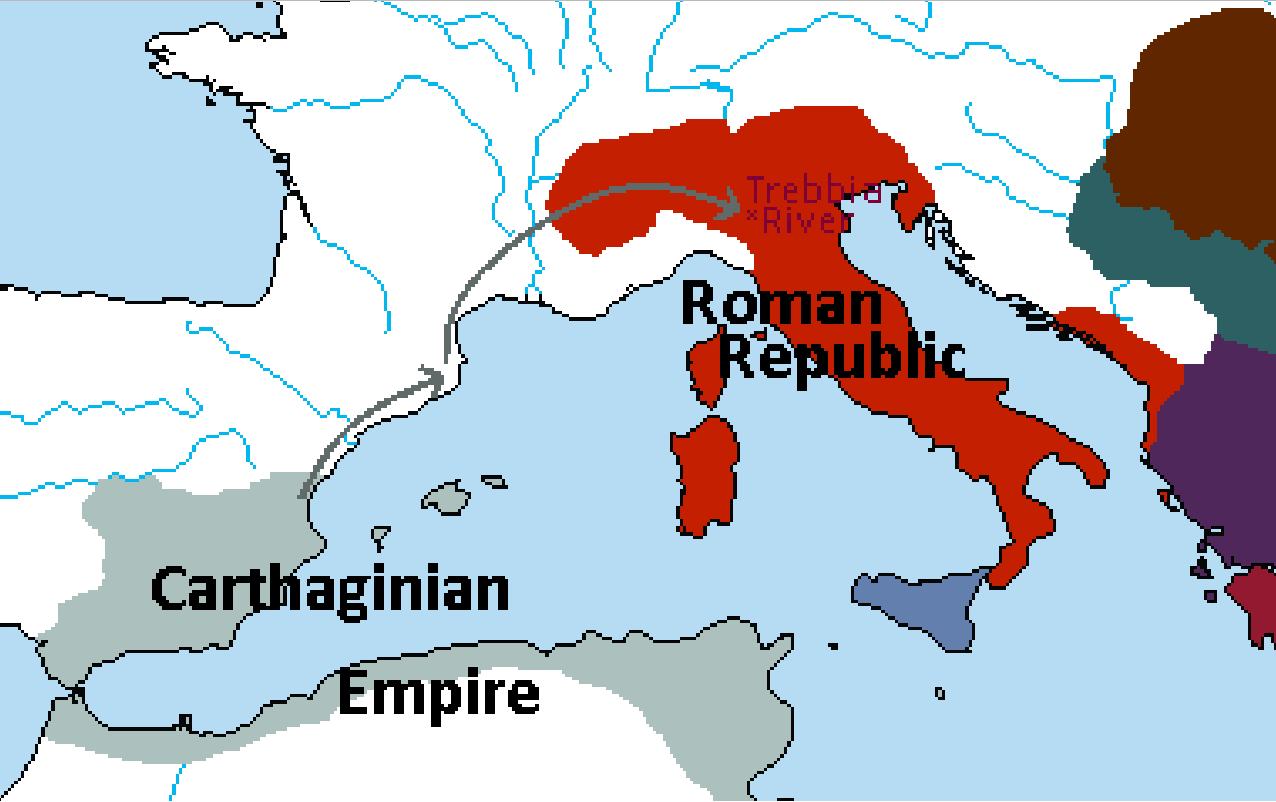 Trebbia
*River
Roman
Republic
Carthaginian
Empire